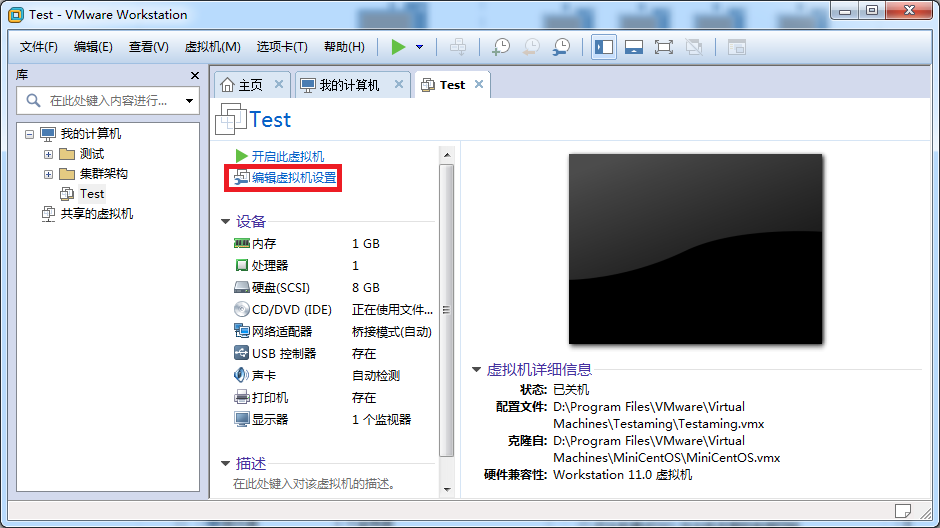 Test - VMware Workstation
文件(F) 编辑(E) 查看(V) 虚拟机(M) 选项卡(T) 帮助(H)
库
在此处键入内容进行...
我的计算机
测试
集群架构
Test
共享的虚拟机
主页 我的计算机 Test
Test
开启此虚拟机
编辑虚拟机设置
设备
内存 1 GB
处理器 1
硬盘(SCSI) 8 GB
CD/DVD (IDE) 正在使用文件...
网络适配器 桥接模式(自动)
USB 控制器 存在
声卡 自动检测
打印机 存在
显示器 1 个监视器
描述
在此处键入对该虚拟机的描述。
虚拟机详细信息
状态: 已关机
配置文件: D:\Program Files\VMware\Virtual
Machines\Testaming\Testaming.vmx
克隆自: D:\Program Files\VMware\Virtual
Machines\MiniCentOS\MiniCentOS.vmx
硬件兼容性: Workstation 11.0 虚拟机